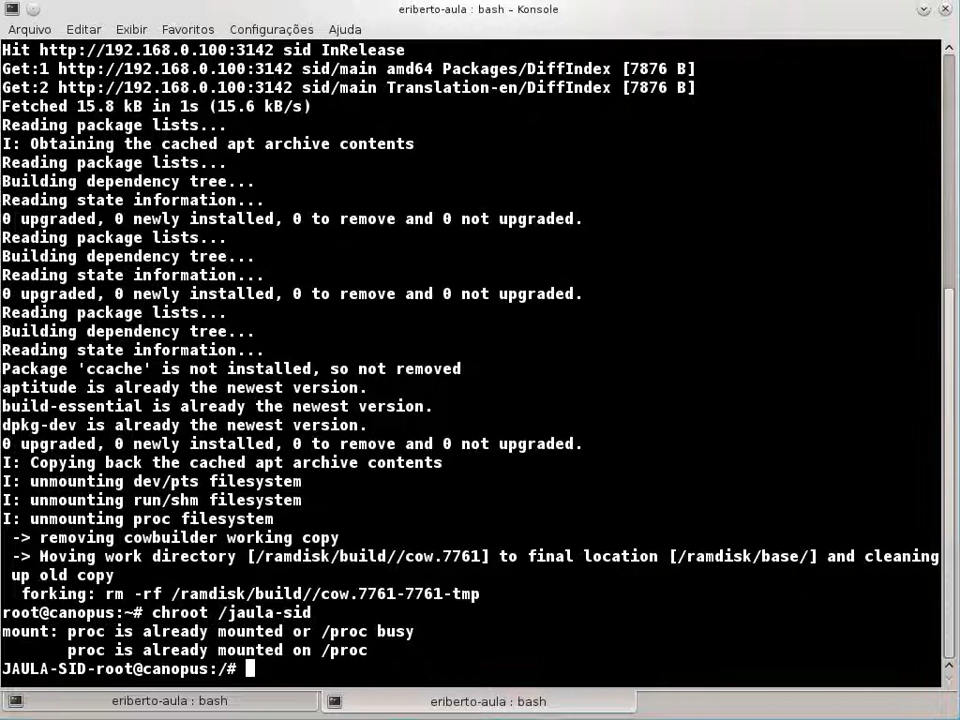 eriberto-aula : bash – Konsole
Arquivo Editar Exibir Favoritos Configurações Ajuda
Hit http://192.168.0.100:3142 sid InRelease
Get:1 http://192.168.0.100:3142 sid/main amd64 Packages/DiffIndex [7876 B]
Get:2 http://192.168.0.100:3142 sid/main Translation-en/DiffIndex [7876 B]
Fetched 15.8 kB in 1s (15.6 kB/s)
Reading package lists...
I: Obtaining the cached apt archive contents
Reading package lists...
Building dependency tree...
Reading state information...
0 upgraded, 0 newly installed, 0 to remove and 0 not upgraded.
Reading package lists...
Building dependency tree...
Reading state information...
0 upgraded, 0 newly installed, 0 to remove and 0 not upgraded.
Reading package lists...
Building dependency tree...
Reading state information...
Package 'ccache' is not installed, so not removed
aptitude is already the newest version.
build-essential is already the newest version.
dpkg-dev is already the newest version.
0 upgraded, 0 newly installed, 0 to remove and 0 not upgraded.
I: Copying back the cached apt archive contents
I: unmounting dev/pts filesystem
I: unmounting run/shm filesystem
I: unmounting proc filesystem
-> removing cowbuilder working copy
-> Moving work directory [/ramdisk/build//cow.7761] to final location [/ramdisk/base/] and cleaning
up old copy
forking: rm -rf /ramdisk/build//cow.7761-7761-tmp
root@canopus:~# chroot /jaula-sid
mount: proc is already mounted or /proc busy
proc is already mounted on /proc
JAULA-SID-root@canopus:/#
eriberto-aula : bash
eriberto-aula : bash